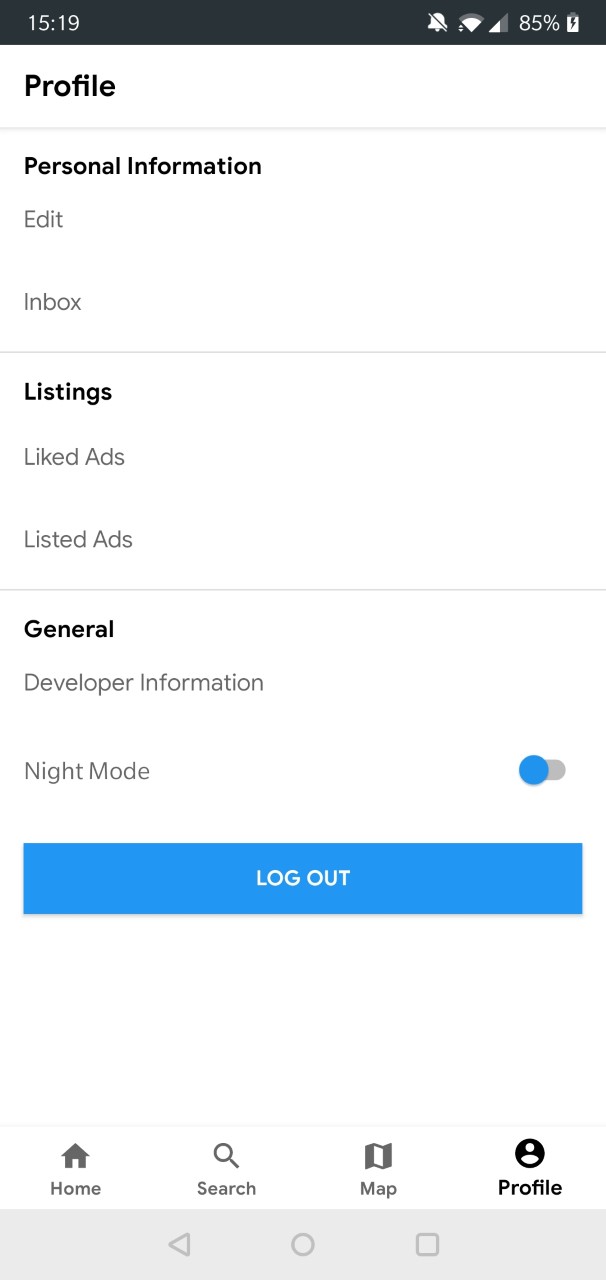 15:19
85%
Profile
Personal Information
Edit
Inbox
Listings
Liked Ads
Listed Ads
General
Developer Information
Night Mode
LOG OUT
Home
Search
Map
Profile